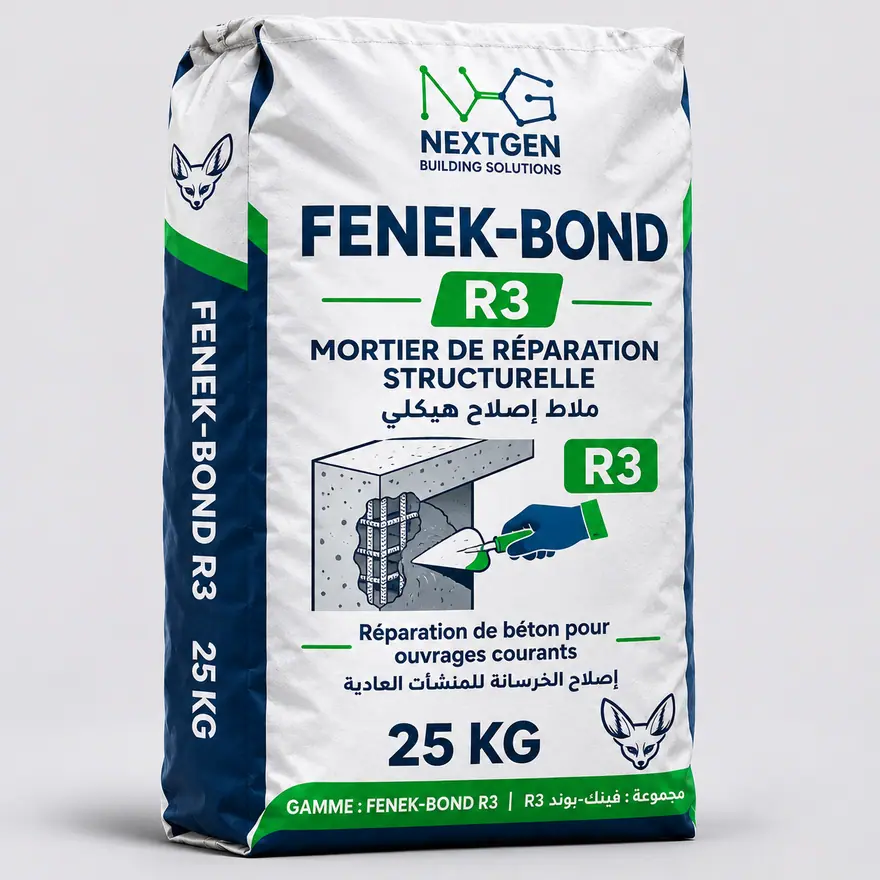 NEXTGEN
BUILDING SOLUTIONS
FENEK-BOND
R3
MORTIER DE RÉPARATION
STRUCTURELLE
ملاط إصلاح هيكلي
R3
Réparation de béton pour
ouvrages courants
إصلاح الخرسانة للمنشآت العادية
25 KG
GAMME : FENEK-BOND R3 | مجموعة : فينك-بوند R3
FENEK-BOND R3 25 KG